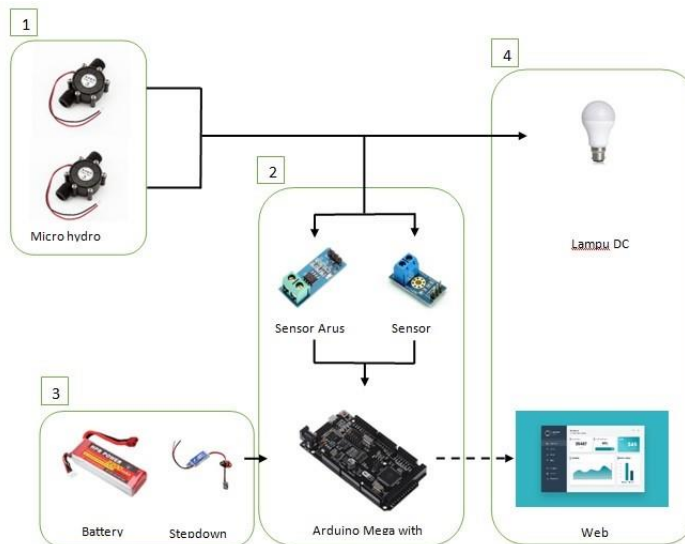 1
4
2
Micro hydro
Lampu DC
Sensor Arus
Sensor
3
Battery
Stepdown
Arduino Mega with
Web